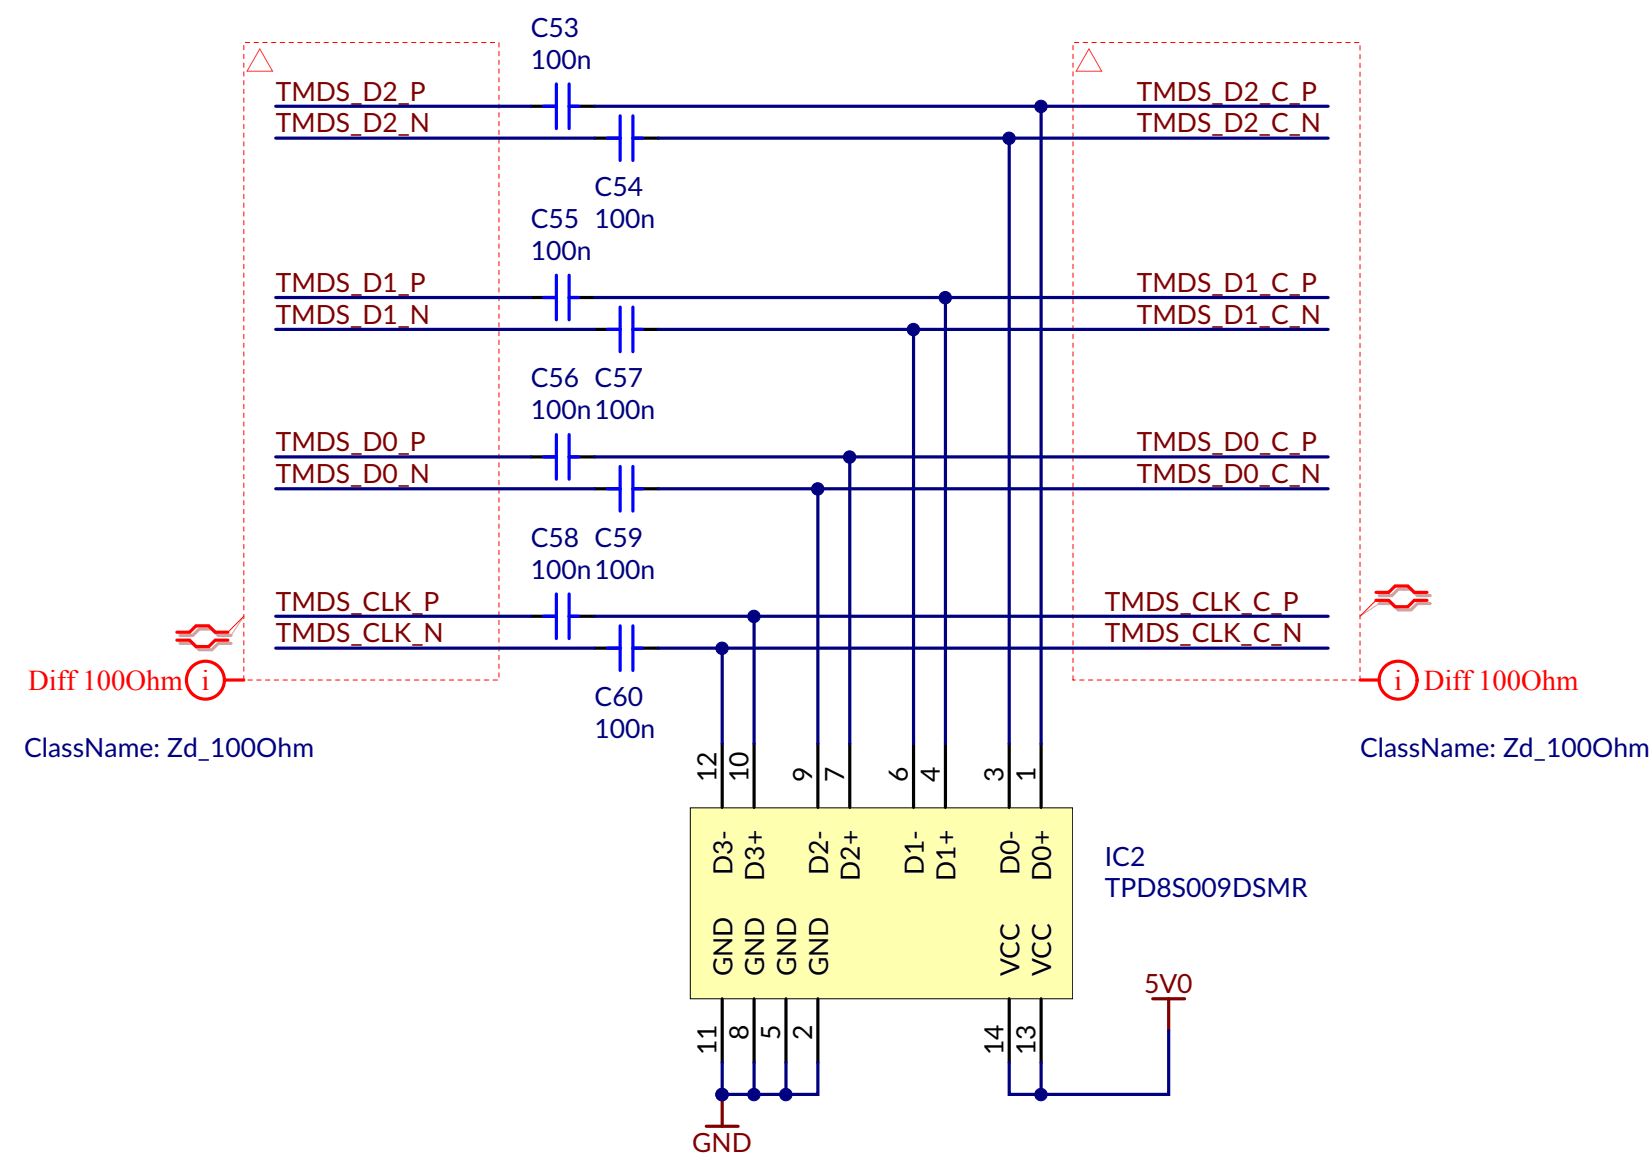 C53
100n
TMDS_D2_P
TMDS_D2_C_P
TMDS_D2_N
TMDS_D2_C_N
C54
100n
C55
100n
TMDS_D1_P
TMDS_D1_C_P
TMDS_D1_N
TMDS_D1_C_N
C56 C57
100n 100n
TMDS_D0_P
TMDS_D0_C_P
TMDS_D0_N
TMDS_D0_C_N
C58 C59
100n 100n
TMDS_CLK_P
TMDS_CLK_C_P
TMDS_CLK_N
TMDS_CLK_C_N
Diff 100Ohm i
i Diff 100Ohm
C60
100n
ClassName: Zd_100Ohm
ClassName: Zd_100Ohm
12 10 9 7 6 4 3 1
D3- D3+ D2- D2+ D1- D1+ D0- D0+
IC2
TPD8S009DSMR
GND GND GND GND VCC VCC
5V0
11 8 5 2 14 13
GND